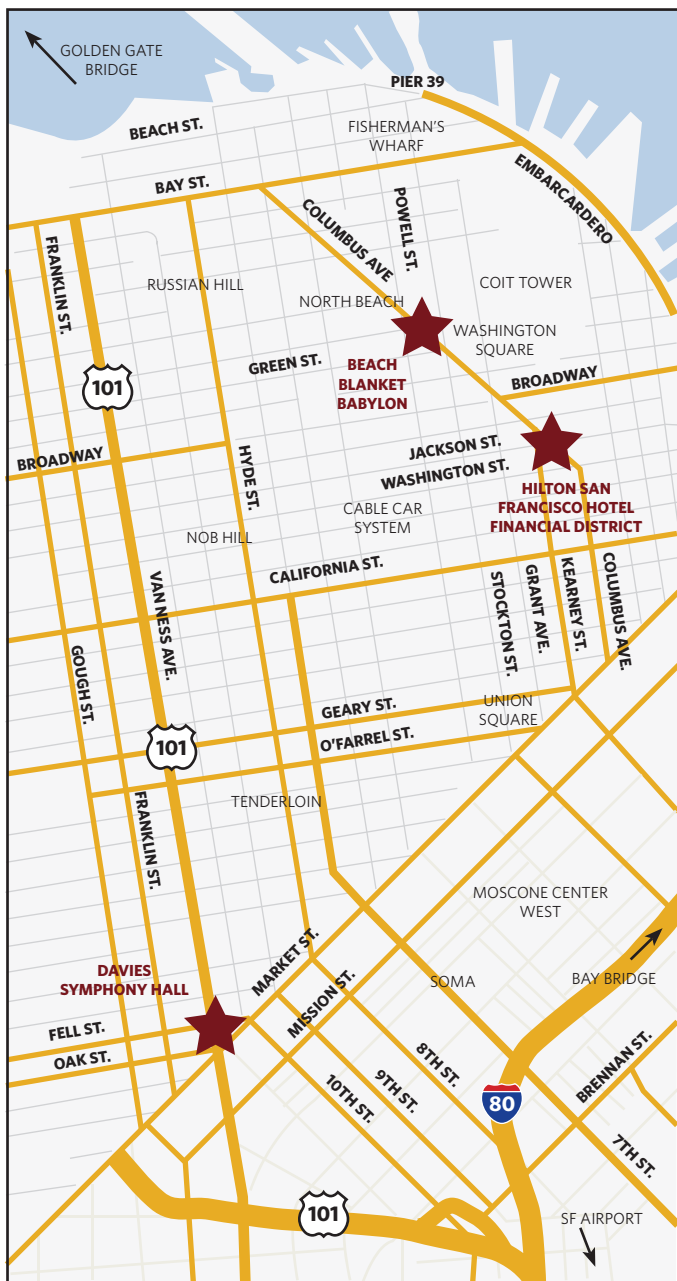 GOLDEN GATE
BRIDGE
PIER 39
BEACH ST.
FISHERMAN'S
WHARF
EMBARCARDERO
BAY ST.
COLUMBUS AVE
POWELL ST.
FRANKLIN ST.
RUSSIAN HILL
COIT TOWER
NORTH BEACH
WASHINGTON
SQUARE
GREEN ST.
BEACH
BLANKET
BABYLON
101
BROADWAY
BROADWAY
HYDE ST.
JACKSON ST.
WASHINGTON ST.
HILTON SAN
FRANCISCO HOTEL
FINANCIAL DISTRICT
CABLE CAR
SYSTEM
NOB HILL
CALIFORNIA ST.
VAN NESS AVE.
STOCKTON ST.
GRANT AVE.
KEARNEY ST.
COLUMBUS AVE.
GOUGH ST.
UNION
SQUARE
GEARY ST.
O'FARREL ST.
101
TENDERLOIN
FRANKLIN ST.
MOSCONE CENTER
WEST
DAVIES
SYMPHONY HALL
MARKET ST.
MISSION ST.
SOMA
BAY BRIDGE
FELL ST.
OAK ST.
8TH ST.
9TH ST.
10TH ST.
80
BRENNAN ST.
7TH ST.
101
SF AIRPORT